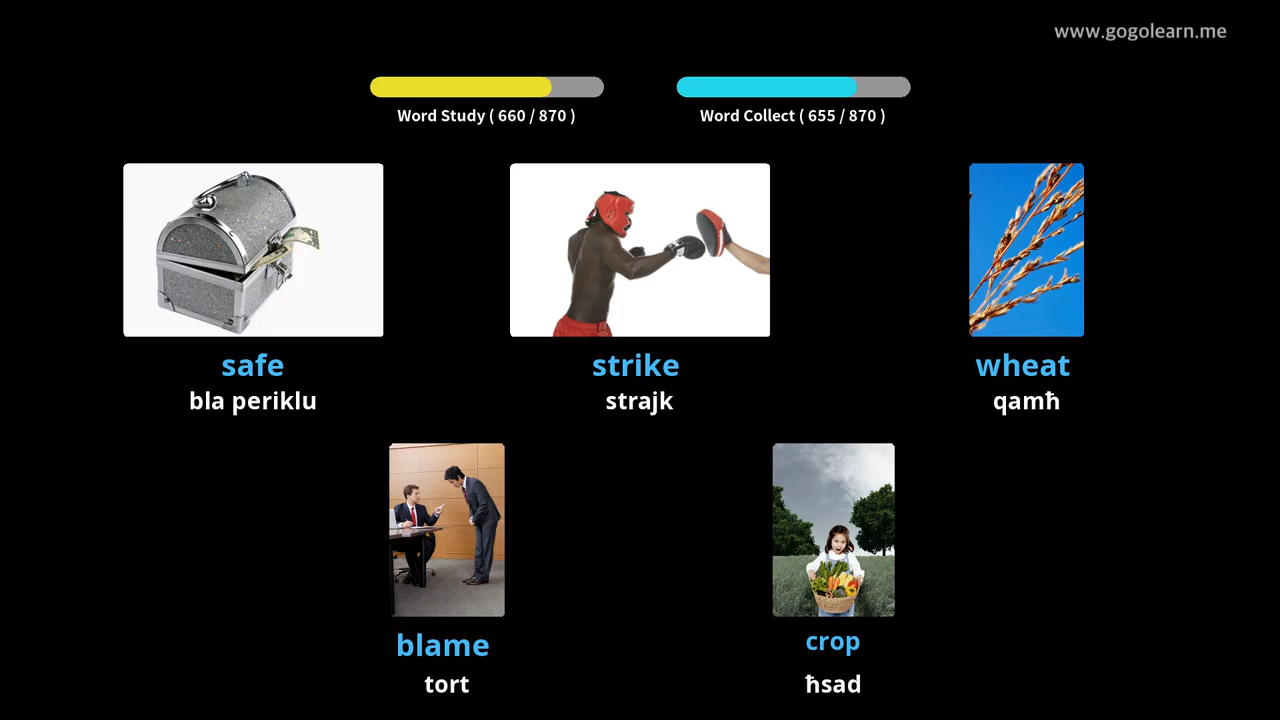 www.gogolearn.me
Word Study ( 660 / 870 )
Word Collect ( 655 / 870 )
safe
bla periklu
strike
strajk
wheat
qamħ
blame
tort
crop
ħsad